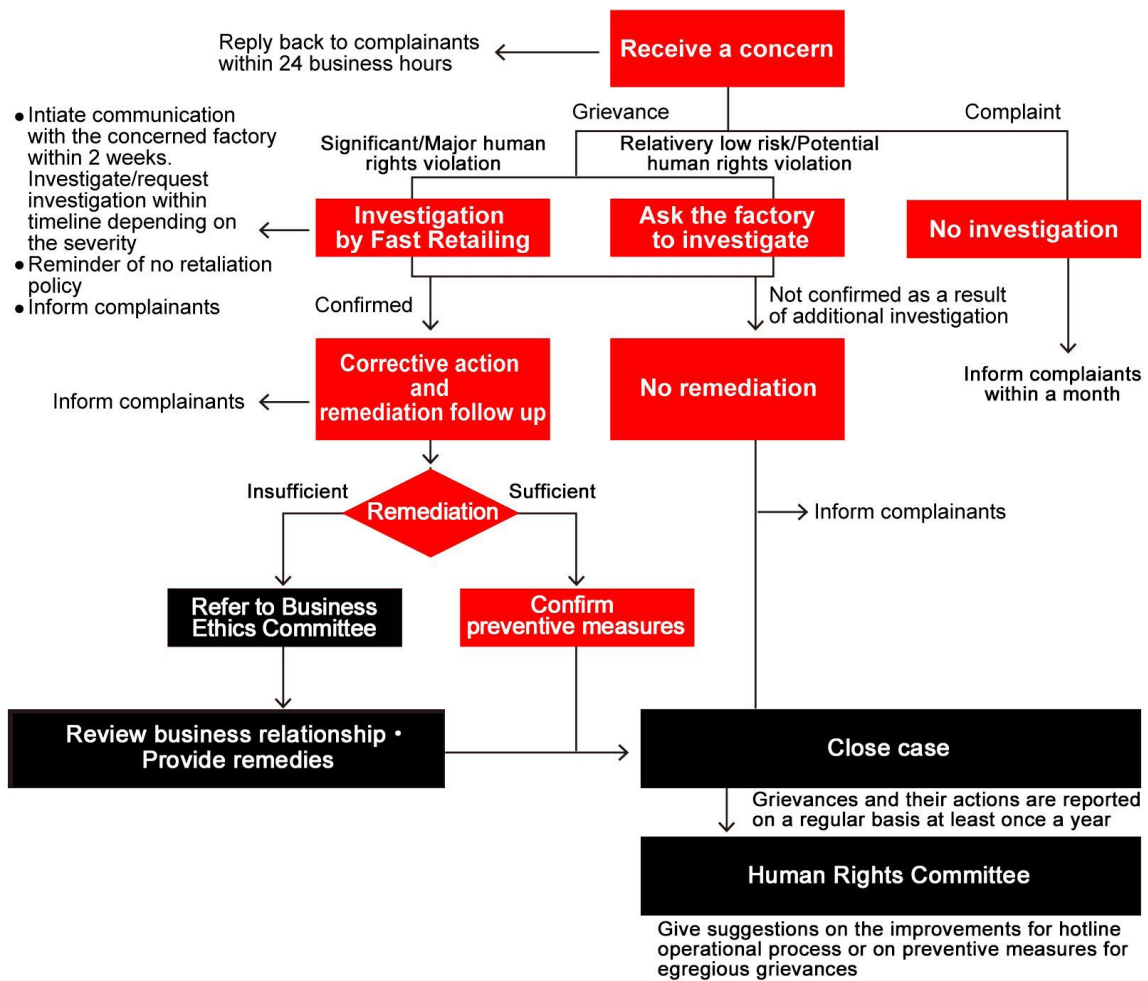 Receive a concern
Reply back to complainants
within 24 business hours
Grievance
Complaint
● Intiate communication
with the concerned factory
within 2 weeks.
Investigate/request
investigation within
timeline depending on
the severity
● Reminder of no retaliation
policy
● Inform complainants
Significant/Major human
rights violation
Relativery low risk/Potential
human rights violation
Investigation
by Fast Retailing
Ask the factory
to investigate
No investigation
Confirmed
Not confirmed as a result
of additional investigation
Corrective action
and
remediation follow up
No remediation
Inform complaiants
within a month
Inform complainants
Insufficient
Sufficient
Remediation
Inform complainants
Refer to Business
Ethics Committee
Confirm
preventive measures
Review business relationship・
Provide remedies
Close case
Grievances and their actions are reported
on a regular basis at least once a year
Human Rights Committee
Give suggestions on the improvements for hotline
operational process or on preventive measures for
egregious grievances